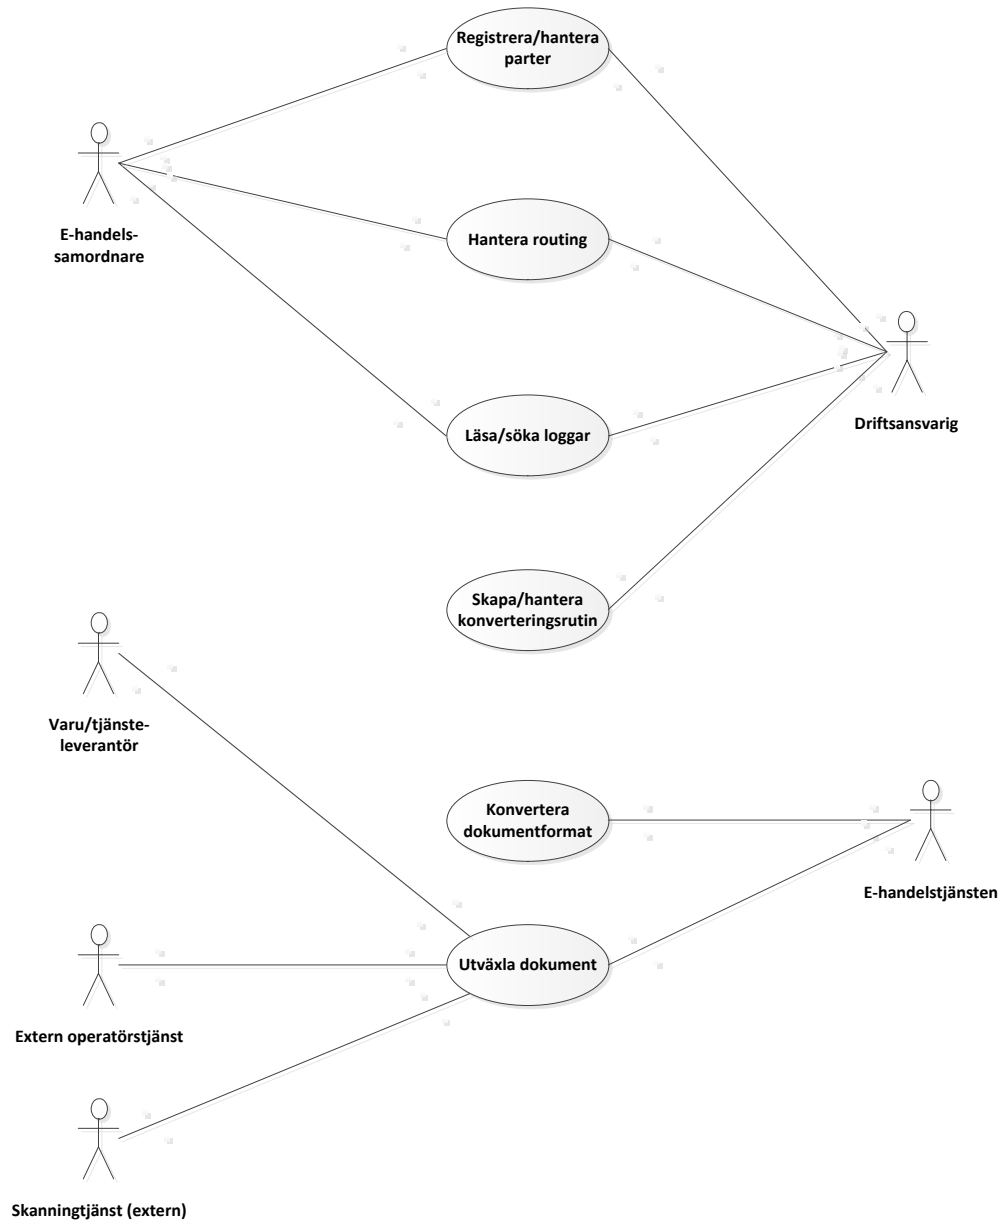 Registrera/hantera
parter
E-handels-
samordnare
Hantera routing
Driftsansvarig
Läsa/söka loggar
Skapa/hantera
konverteringsrutin
Varu/tjänste-
leverantör
Konvertera
dokumentformat
E-handelstjänsten
Utväxla dokument
Extern operatörstjänst
Skanningtjänst (extern)